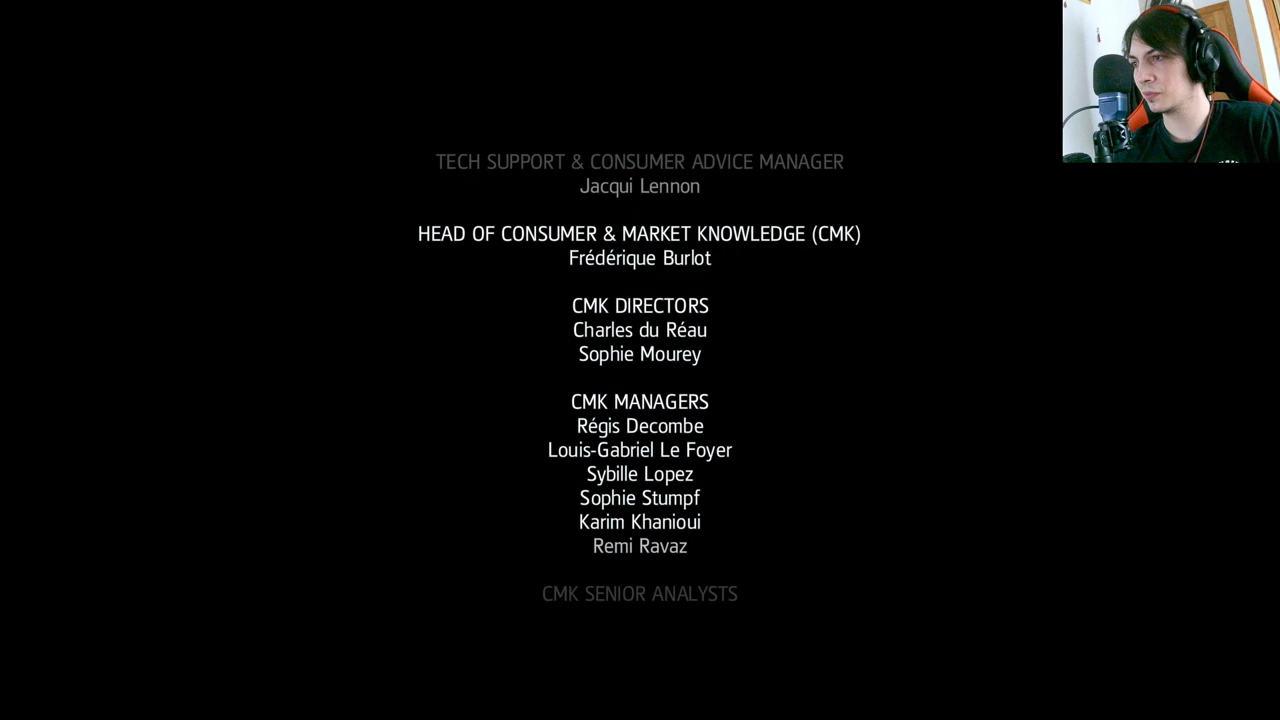 TECH SUPPORT & CONSUMER ADVICE MANAGER
Jacqui Lennon
HEAD OF CONSUMER & MARKET KNOWLEDGE (CMK)
Frédérique Burlot
CMK DIRECTORS
Charles du Réau
Sophie Mourey
CMK MANAGERS
Régis Decombe
Louis-Gabriel Le Foyer
Sybille Lopez
Sophie Stumpf
Karim Khanioui
Remi Ravaz
CMK SENIOR ANALYSTS